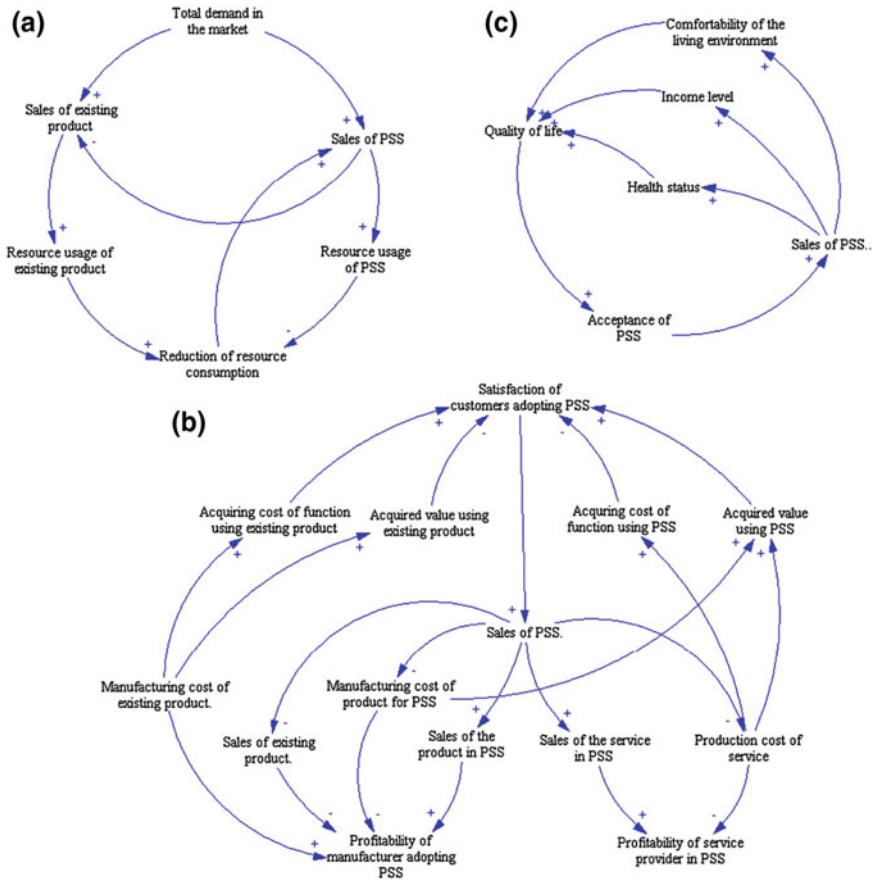 (a)
Total demand in
the market
+
Sales of existing
product
-
+
Sales of PSS
+
+
Resource usage of
existing product
+
Resource usage
of PSS
+
-
Reduction of resource
consumption
(c)
Comfortability of the
living environment
+
Income level
+
+
+
Quality of life
+
Health status
+
Sales of PSS..
+
+
Acceptance of
PSS
(b)
Satisfaction of
customers adopting PSS
+
-
-
+
Acquiring cost of function
using existing product
+
Acquired value using
existing product
+
Acquiring cost of
function using PSS
+
Acquired value
using PSS
+
+
+
Sales of PSS.
Manufacturing cost of
existing product.
-
Manufacturing cost of
product for PSS
-
Sales of existing
product.
+
Sales of the
product in PSS
+
Sales of the service
in PSS
-
Production cost of
service
+
-
-
+
Profitability of
manufacturer adopting
PSS
+
-
Profitability of service
provider in PSS